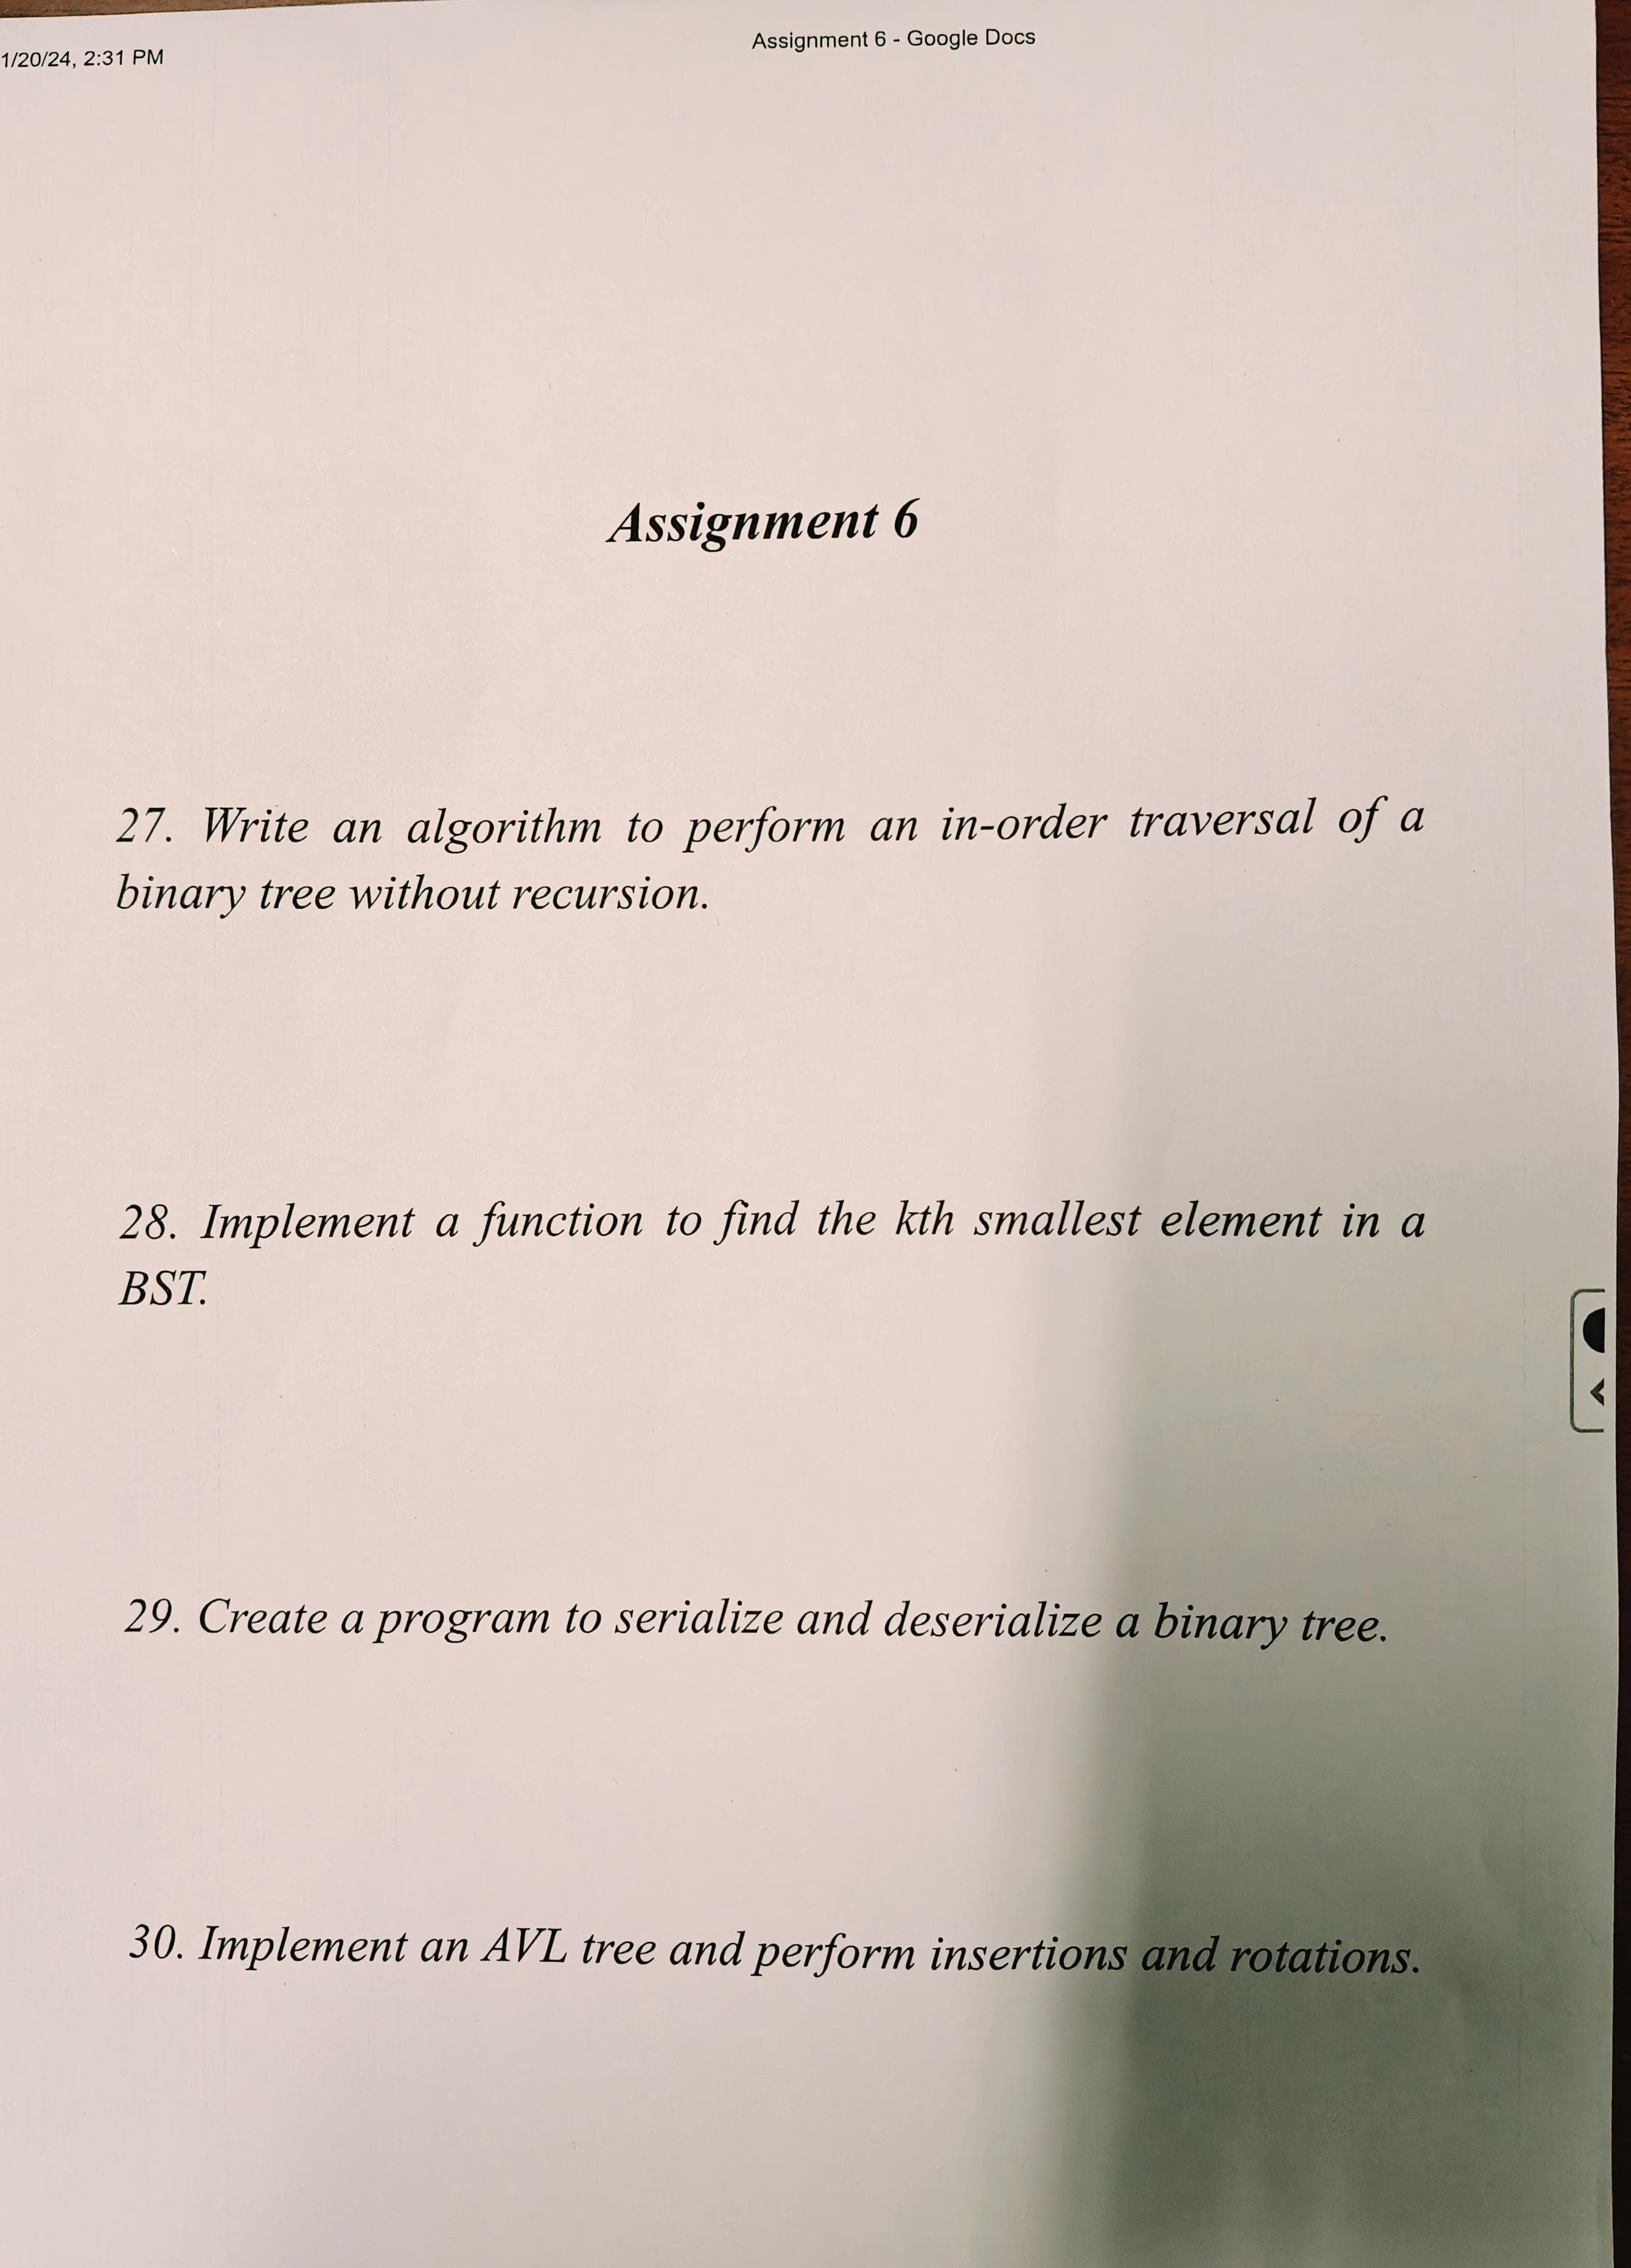 1/20/24, 2:31 PM
Assignment 6 - Google Docs
Assignment 6
27. Write an algorithm to perform an in-order traversal of a
binary tree without recursion.
28. Implement a function to find the kth smallest element in a
BST.
29. Create a program to serialize and deserialize a binary tree.
30. Implement an AVL tree and perform insertions and rotations.